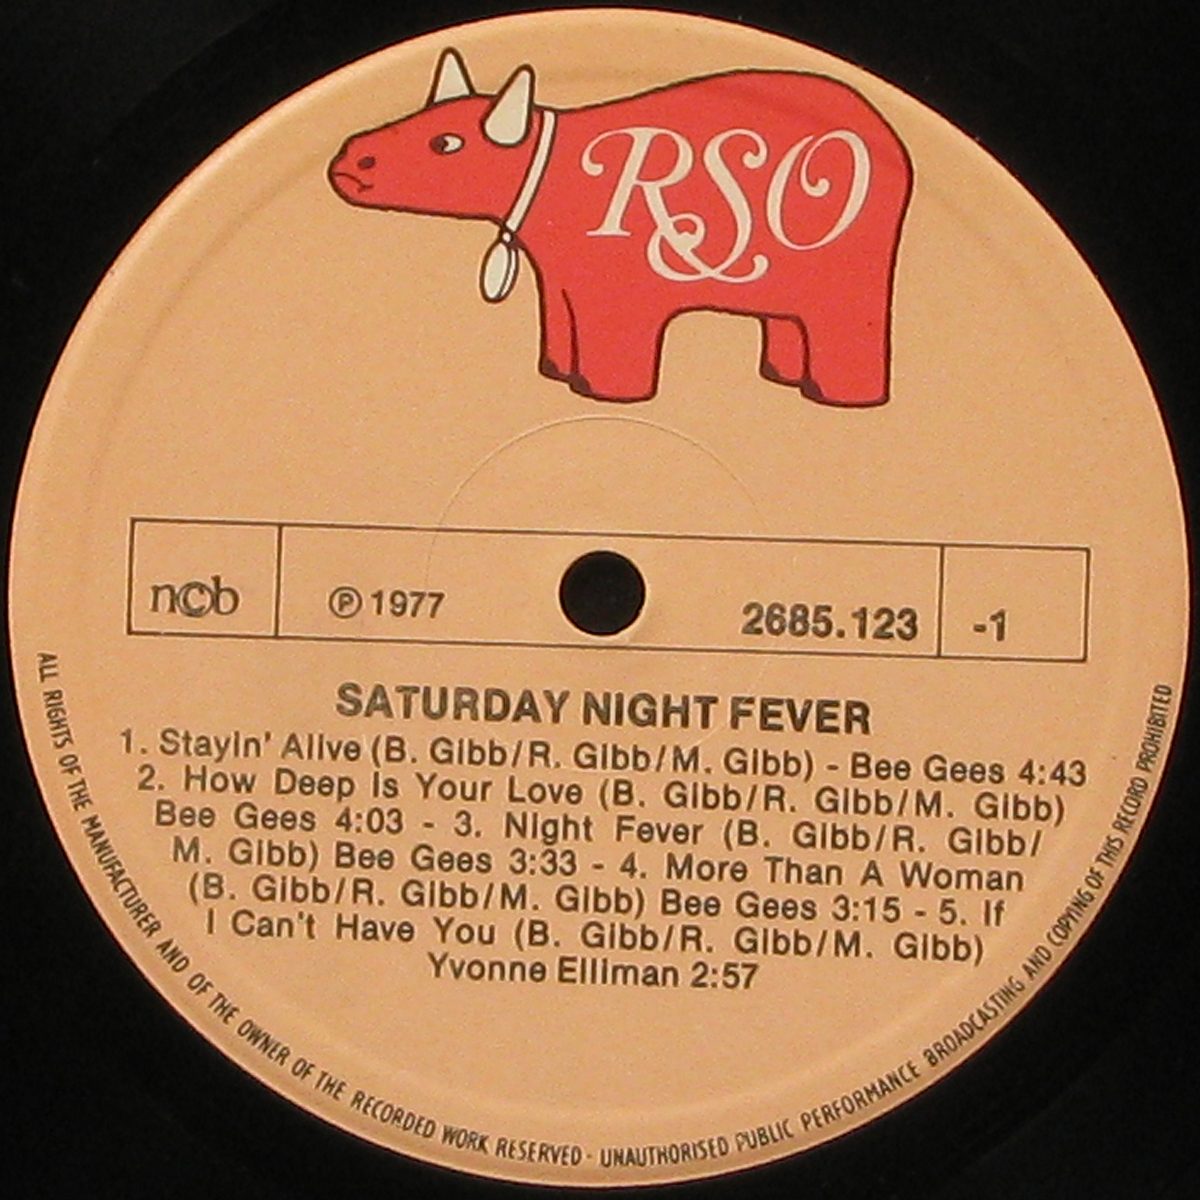 RSO
n©b
℗ 1977
2685.123
-1
SATURDAY NIGHT FEVER
1. Stayin' Alive (B. Gibb/R. Gibb/M. Gibb) - Bee Gees 4:43
2. How Deep Is Your Love (B. Gibb/R. Gibb/M. Gibb)
Bee Gees 4:03 - 3. Night Fever (B. Gibb/R. Gibb/
M. Gibb) Bee Gees 3:33 - 4. More Than A Woman
(B. Gibb/R. Gibb/M. Gibb) Bee Gees 3:15 - 5. If
I Can't Have You (B. Gibb/R. Gibb/M. Gibb)
Yvonne Elliman 2:57
ALL RIGHTS OF THE MANUFACTURER AND OF THE OWNER OF THE RECORDED WORK RESERVED - UNAUTHORISED PUBLIC PERFORMANCE BROADCASTING AND COPYING OF THIS RECORD PROHIBITED